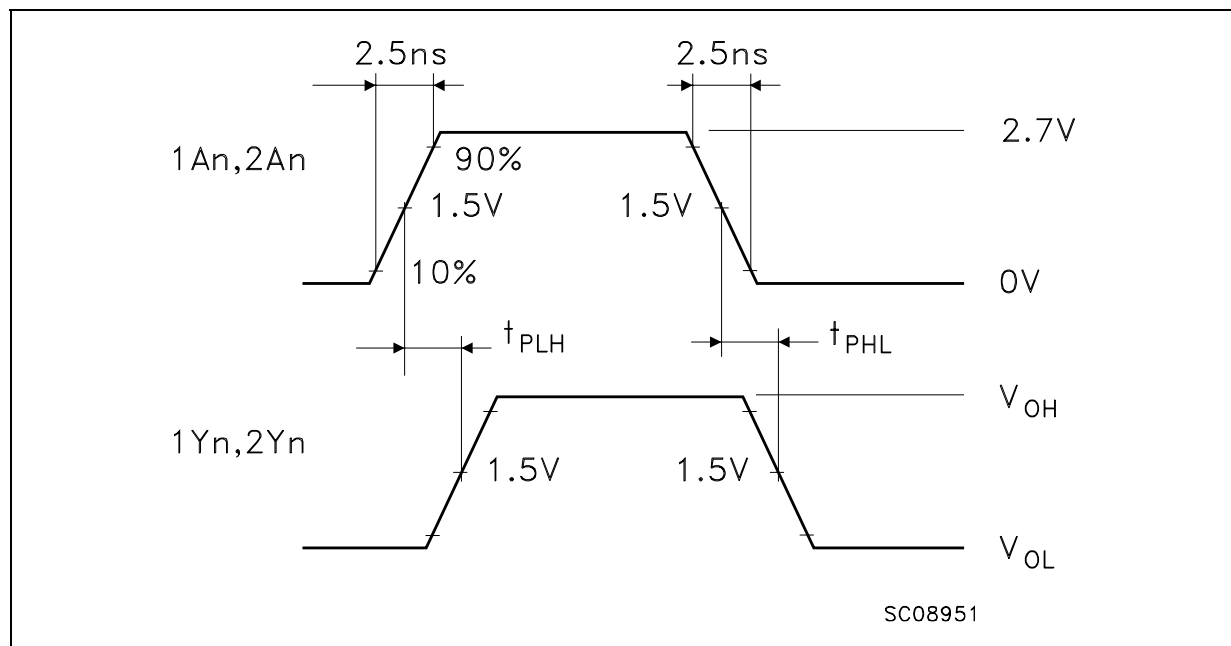 2.5ns 2.5ns
2.7V
1An,2An 90%
1.5V 1.5V
10% 0V
tPLH tPHL
VOH
1Yn,2Yn
1.5V 1.5V
VOL
SC08951